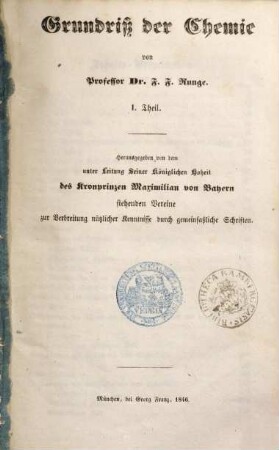 Grundriß der Chemie
von
Professor Dr. F. F. Runge.
I. Theil.
Herausgegeben von dem
unter Leitung Seiner Königlichen Hoheit
des Kronprinzen Maximilian von Bayern
stehenden Vereine
zur Verbreitung nützlicher Kenntnisse durch gemeinfaßliche Schriften.
München, bei Georg Franz. 1846.